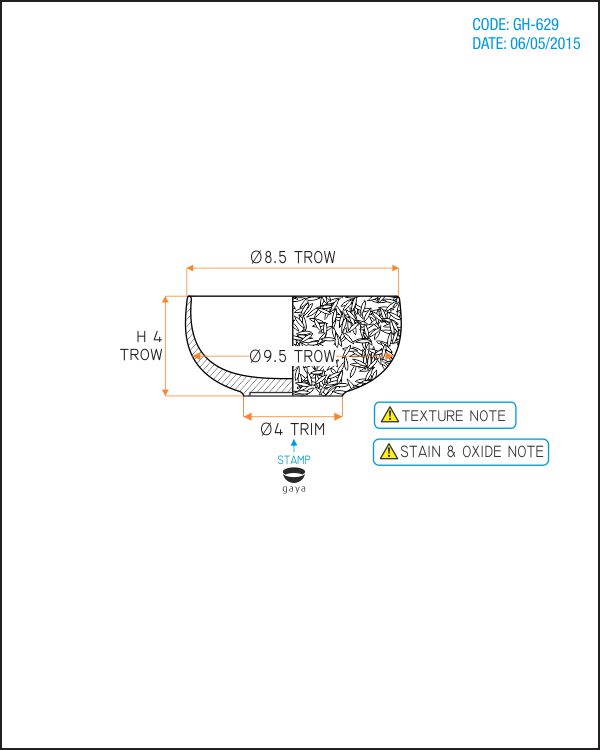 CODE: GH-629
DATE: 06/05/2015
Ø8.5 TROW
H 4
TROW
Ø9.5 TROW
Ø4 TRIM
TEXTURE NOTE
STAIN & OXIDE NOTE
STAMP
gaya